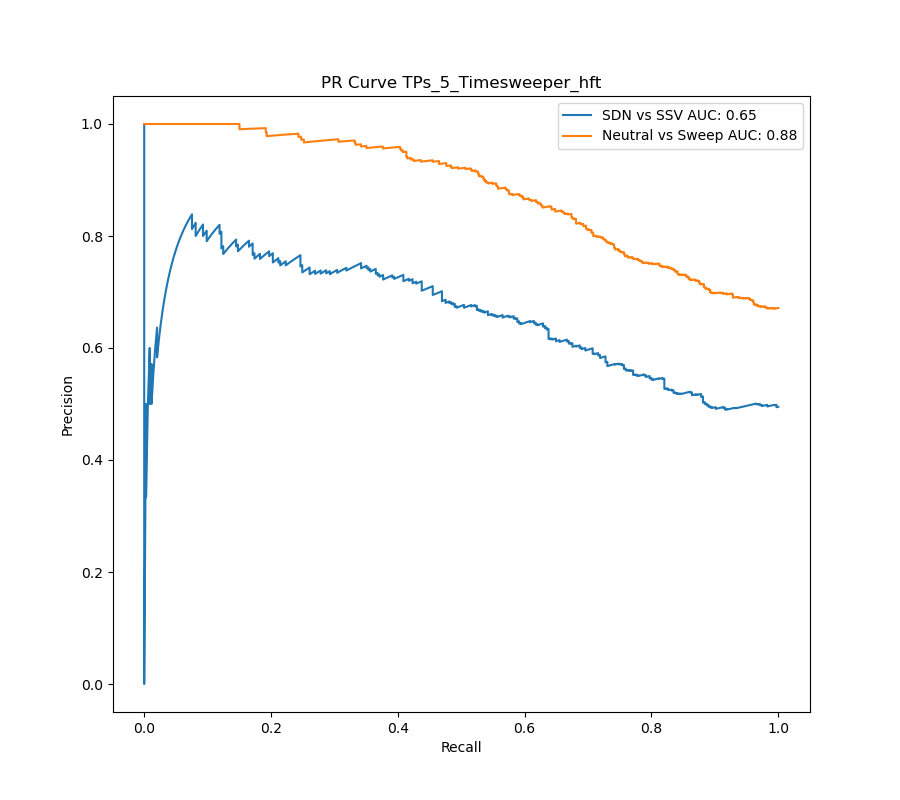 PR Curve TPs_5_Timesweeper_hft
SDN vs SSV AUC: 0.65
Neutral vs Sweep AUC: 0.88
1.0
0.8
0.6
0.4
0.2
0.0
Precision
0.0 0.2 0.4 0.6 0.8 1.0
Recall